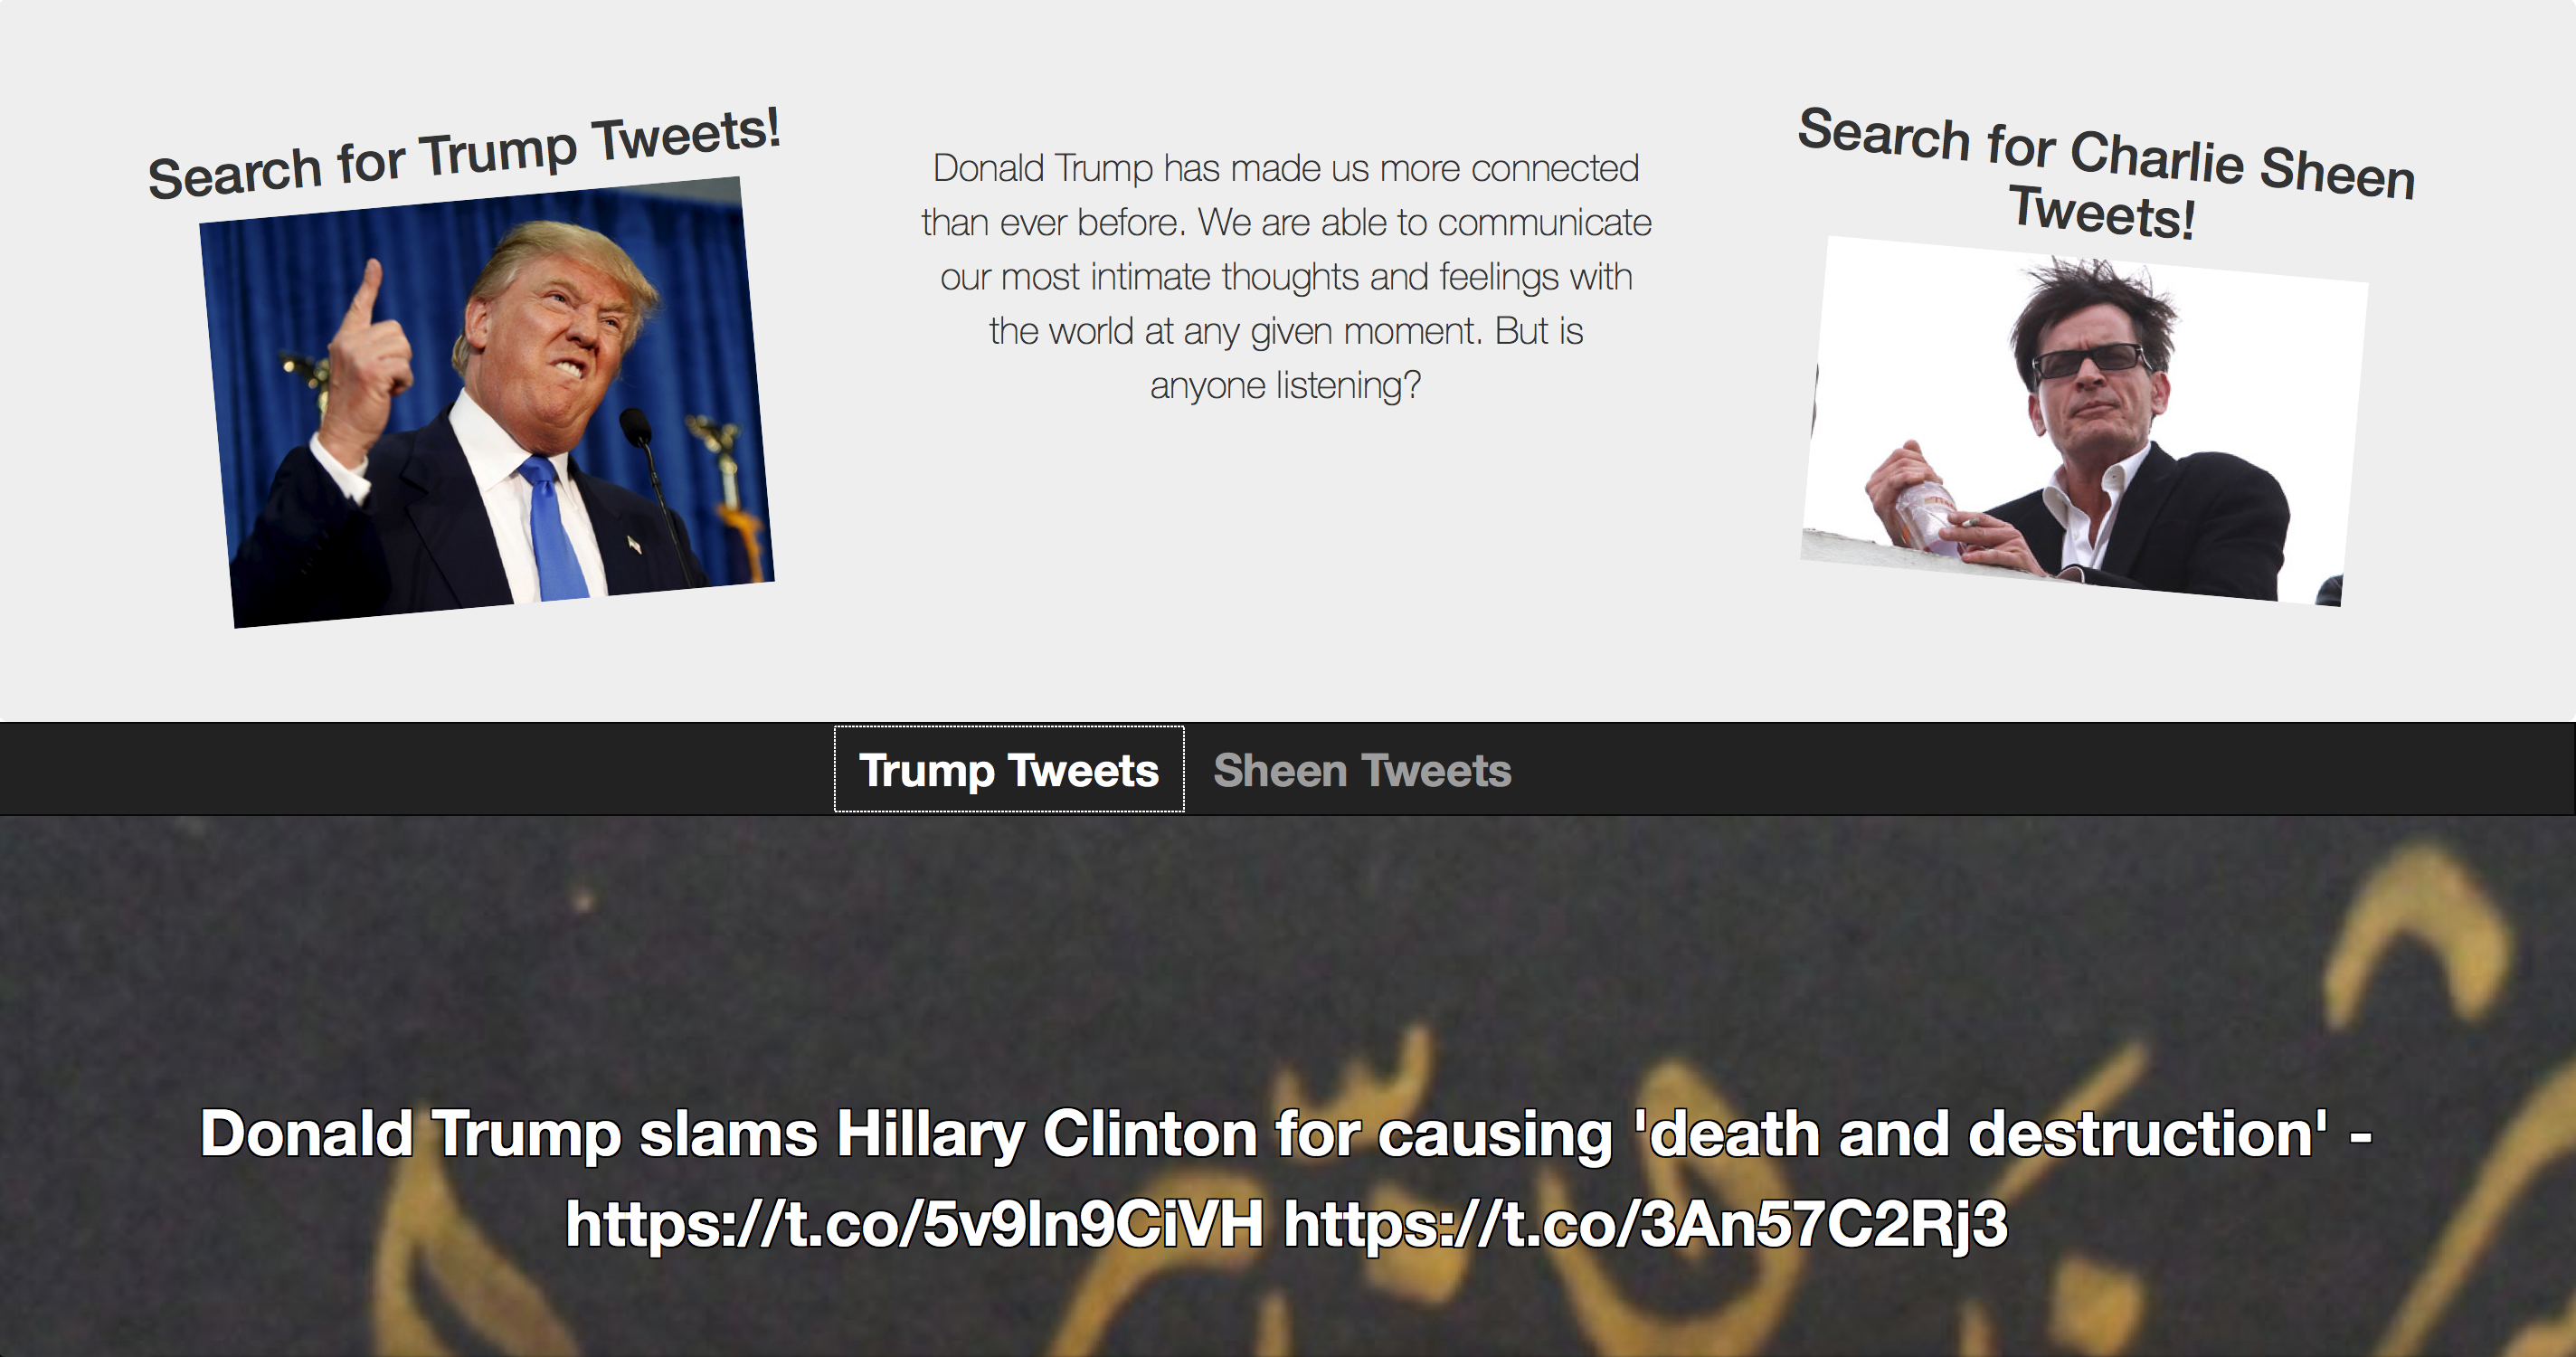 Search for Trump Tweets!
Donald Trump has made us more connected
than ever before. We are able to communicate
our most intimate thoughts and feelings with
the world at any given moment. But is
anyone listening?
Search for Charlie Sheen
Tweets!
Trump Tweets
Sheen Tweets
Donald Trump slams Hillary Clinton for causing 'death and destruction' -
https://t.co/5v9In9CiVH https://t.co/3An57C2Rj3